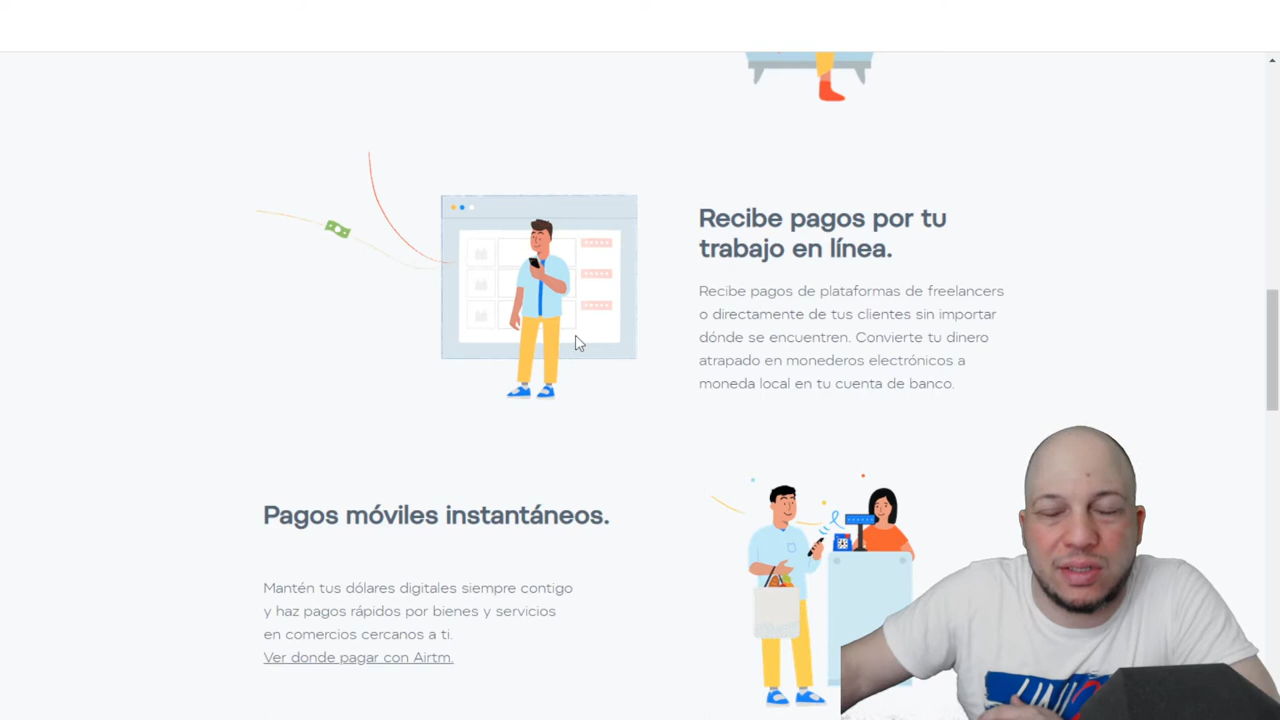 Recibe pagos por tu
trabajo en línea.
Recibe pagos de plataformas de freelancers
o directamente de tus clientes sin importar
dónde se encuentren. Convierte tu dinero
atrapado en monederos electrónicos a
moneda local en tu cuenta de banco.
Pagos móviles instantáneos.
Mantén tus dólares digitales siempre contigo
y haz pagos rápidos por bienes y servicios
en comercios cercanos a ti.
Ver donde pagar con Airtm.